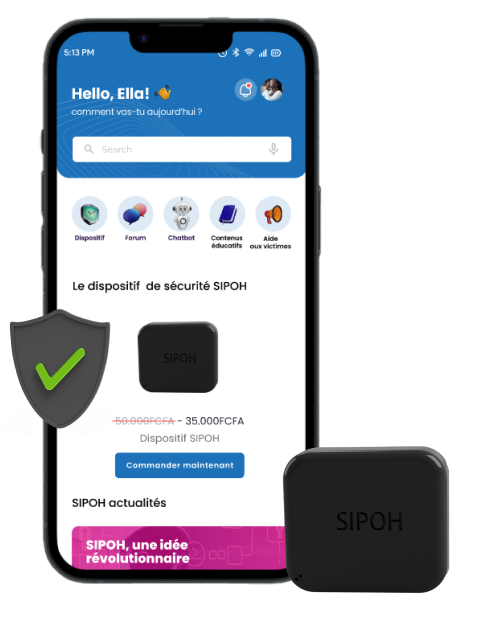 5:13 PM
Hello, Ella!
comment vas-tu aujourd'hui ?
Search
Dispositif
Forum
Chatbot
Contenus
éducatifs
Aide
aux victimes
Le dispositif de sécurité SIPOH
SIPOH
50.000FCFA - 35.000FCFA
Dispositif SIPOH
Commander maintenant
SIPOH actualités
SIPOH, une idée
révolutionnaire
SIPOH